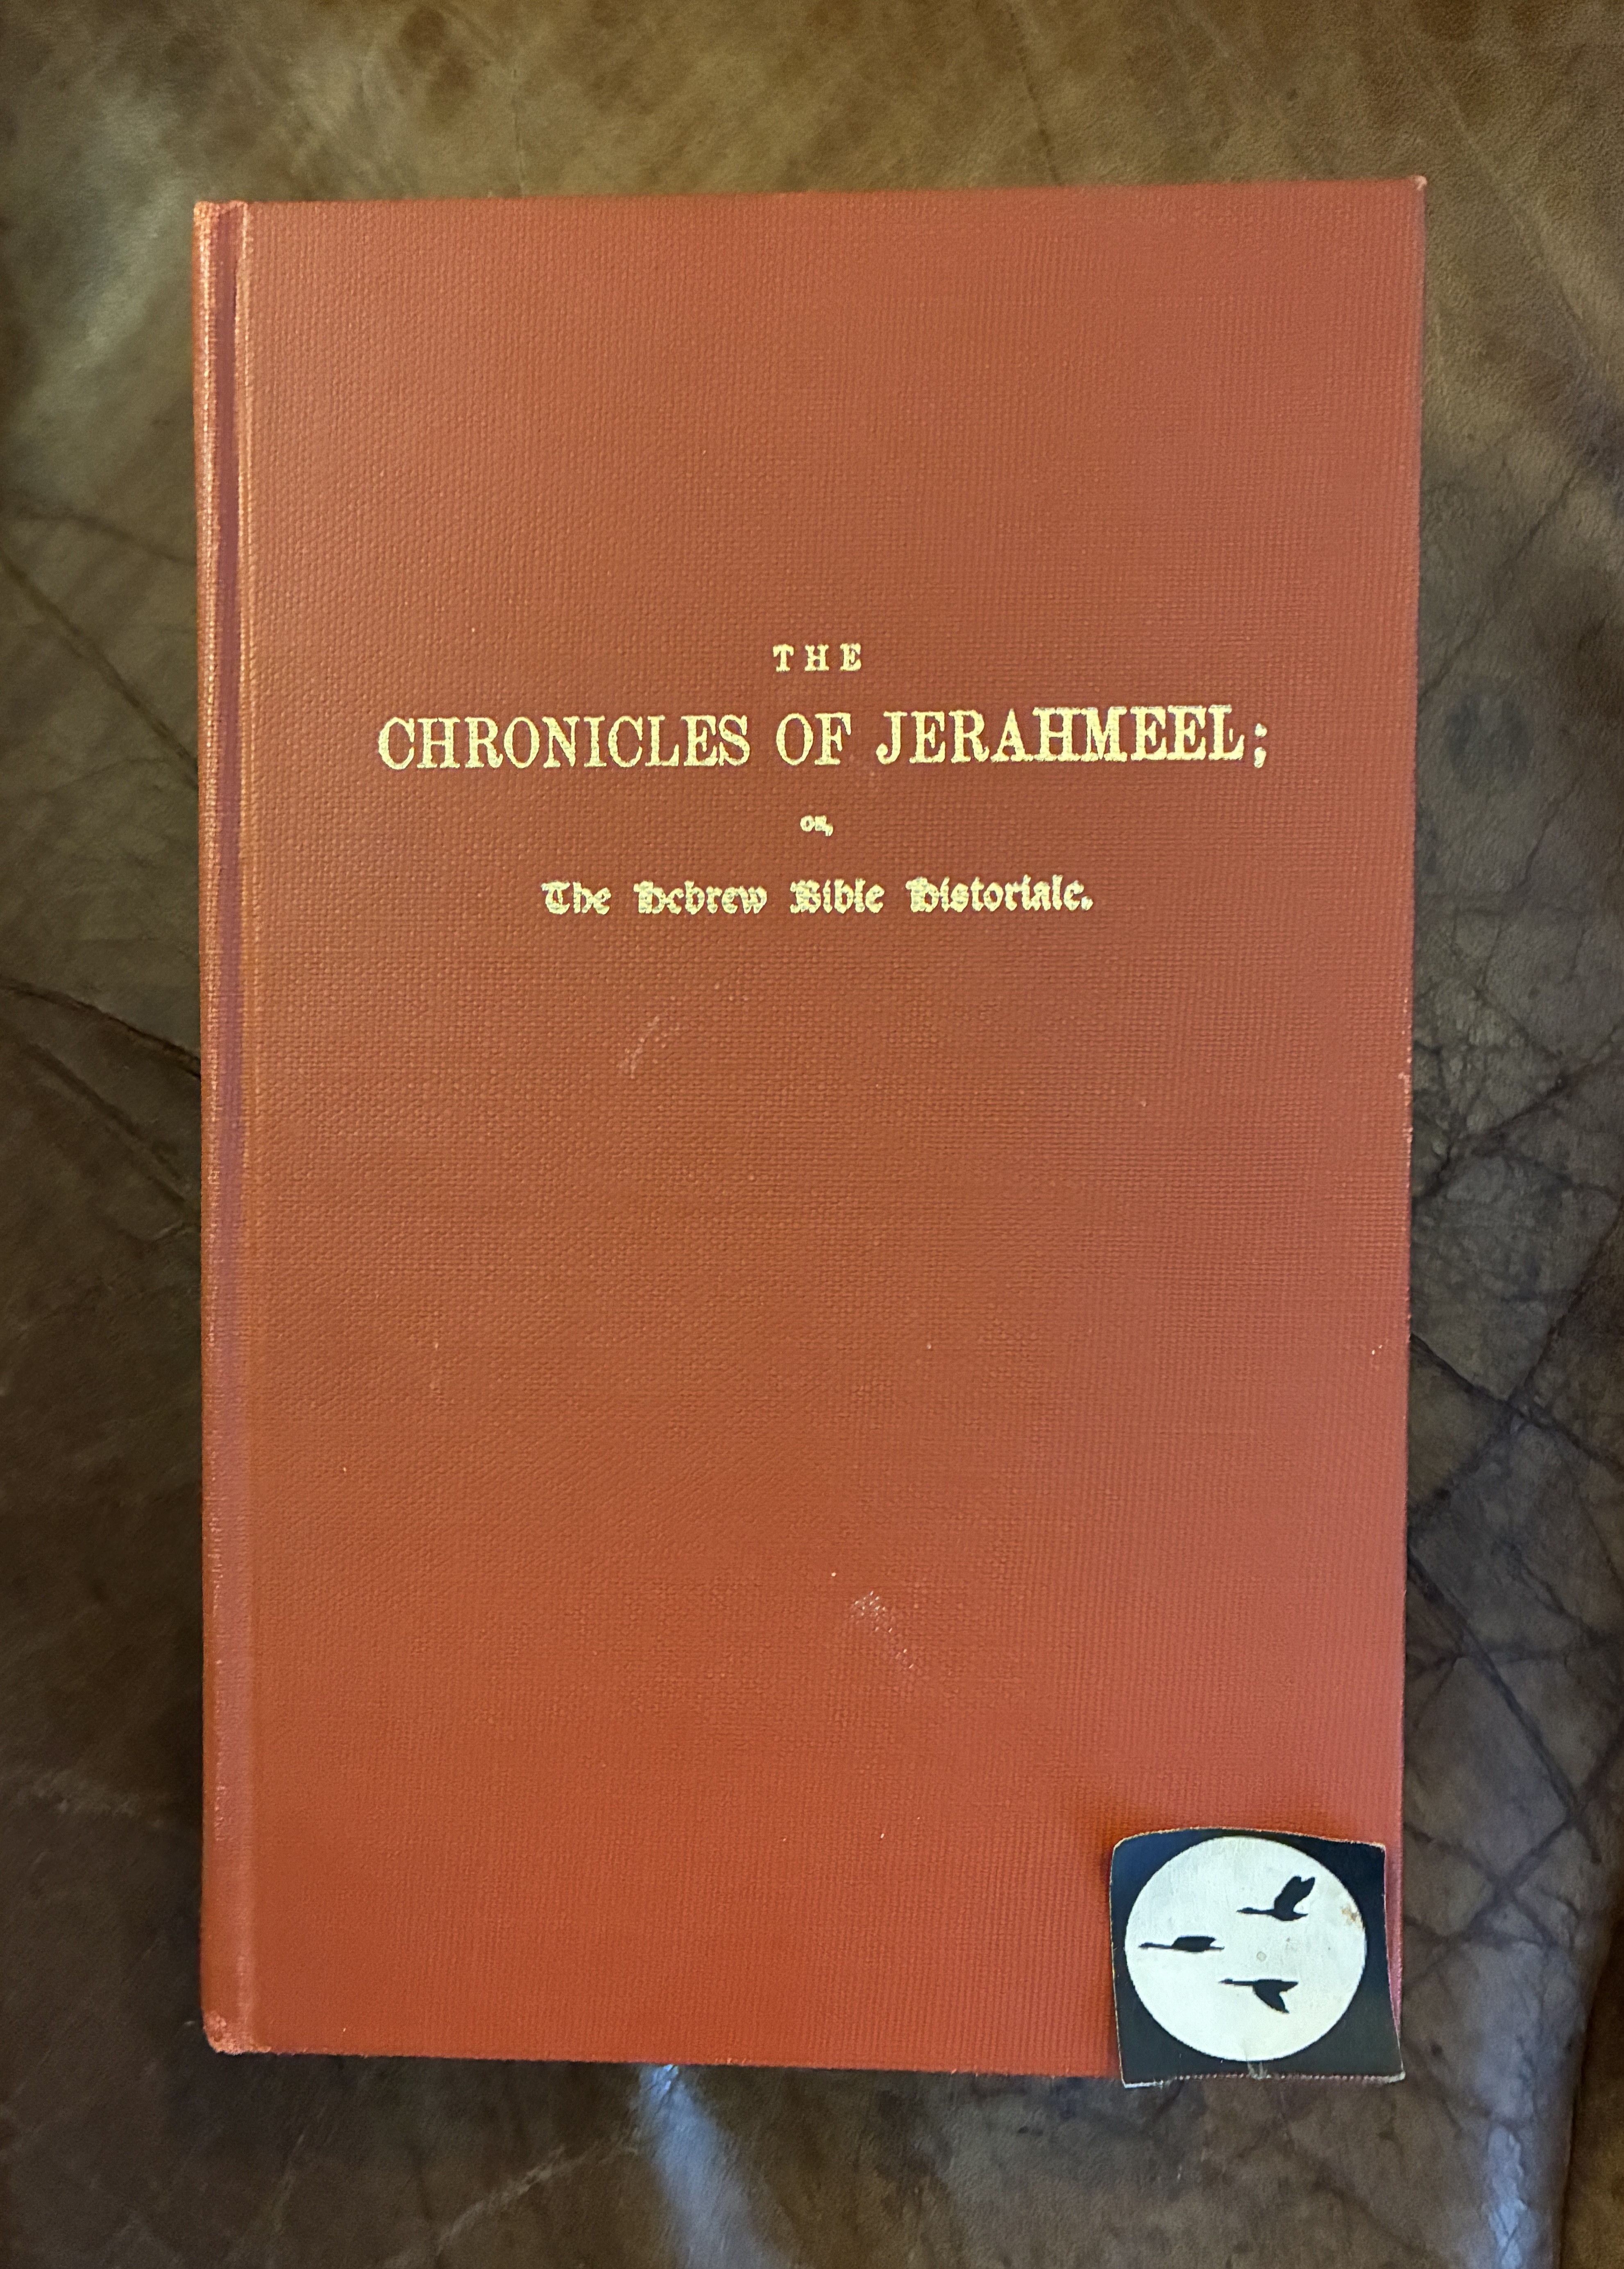 THE
CHRONICLES OF JERAHMEEL;
OR,
The Hebrew Bible Historiale.